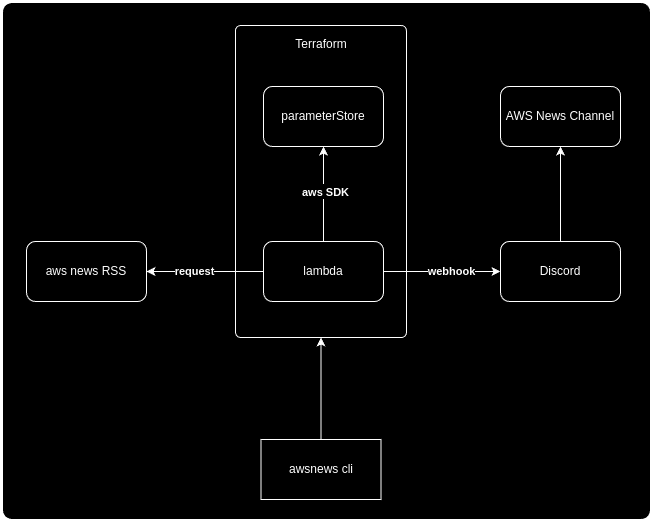 Terraform
parameterStore
AWS News Channel
aws SDK
aws news RSS
request
lambda
webhook
Discord
awsnews cli